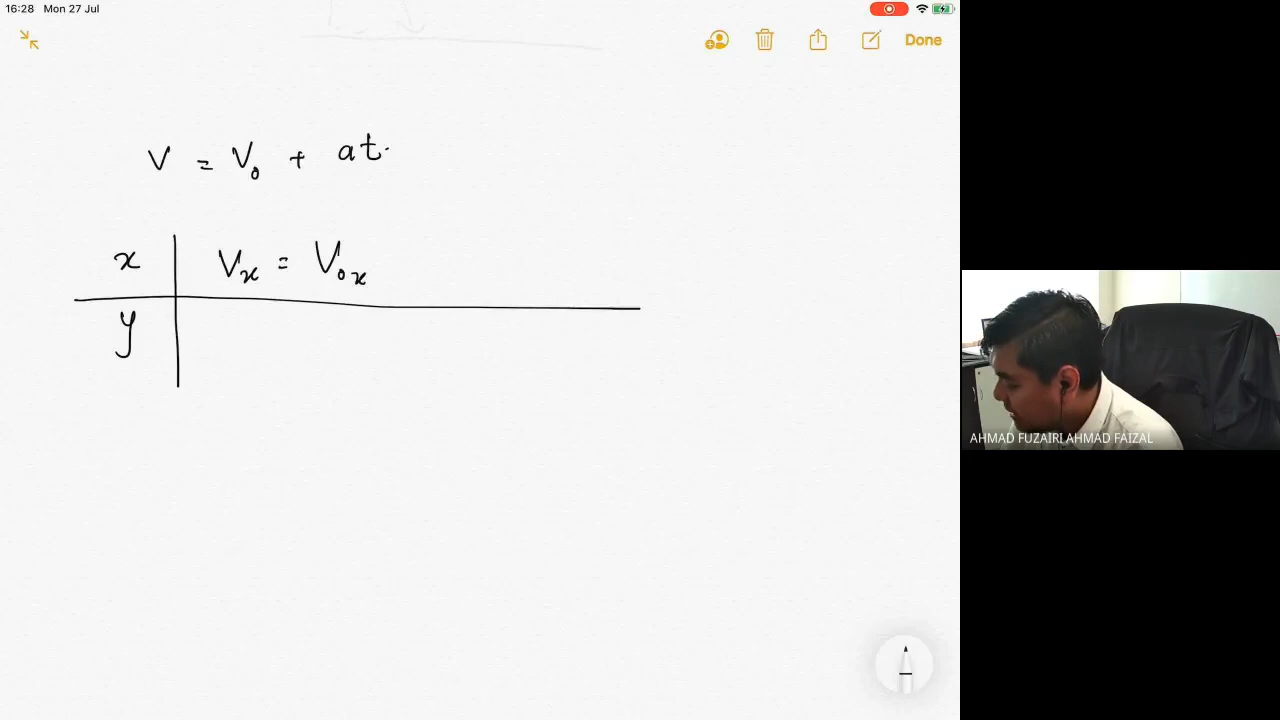 16:28 Mon 27 Jul
Done
V = V₀ + at.
x Vₓ = V₀ₓ
y
AHMAD FUZAIRI AHMAD FAIZAL